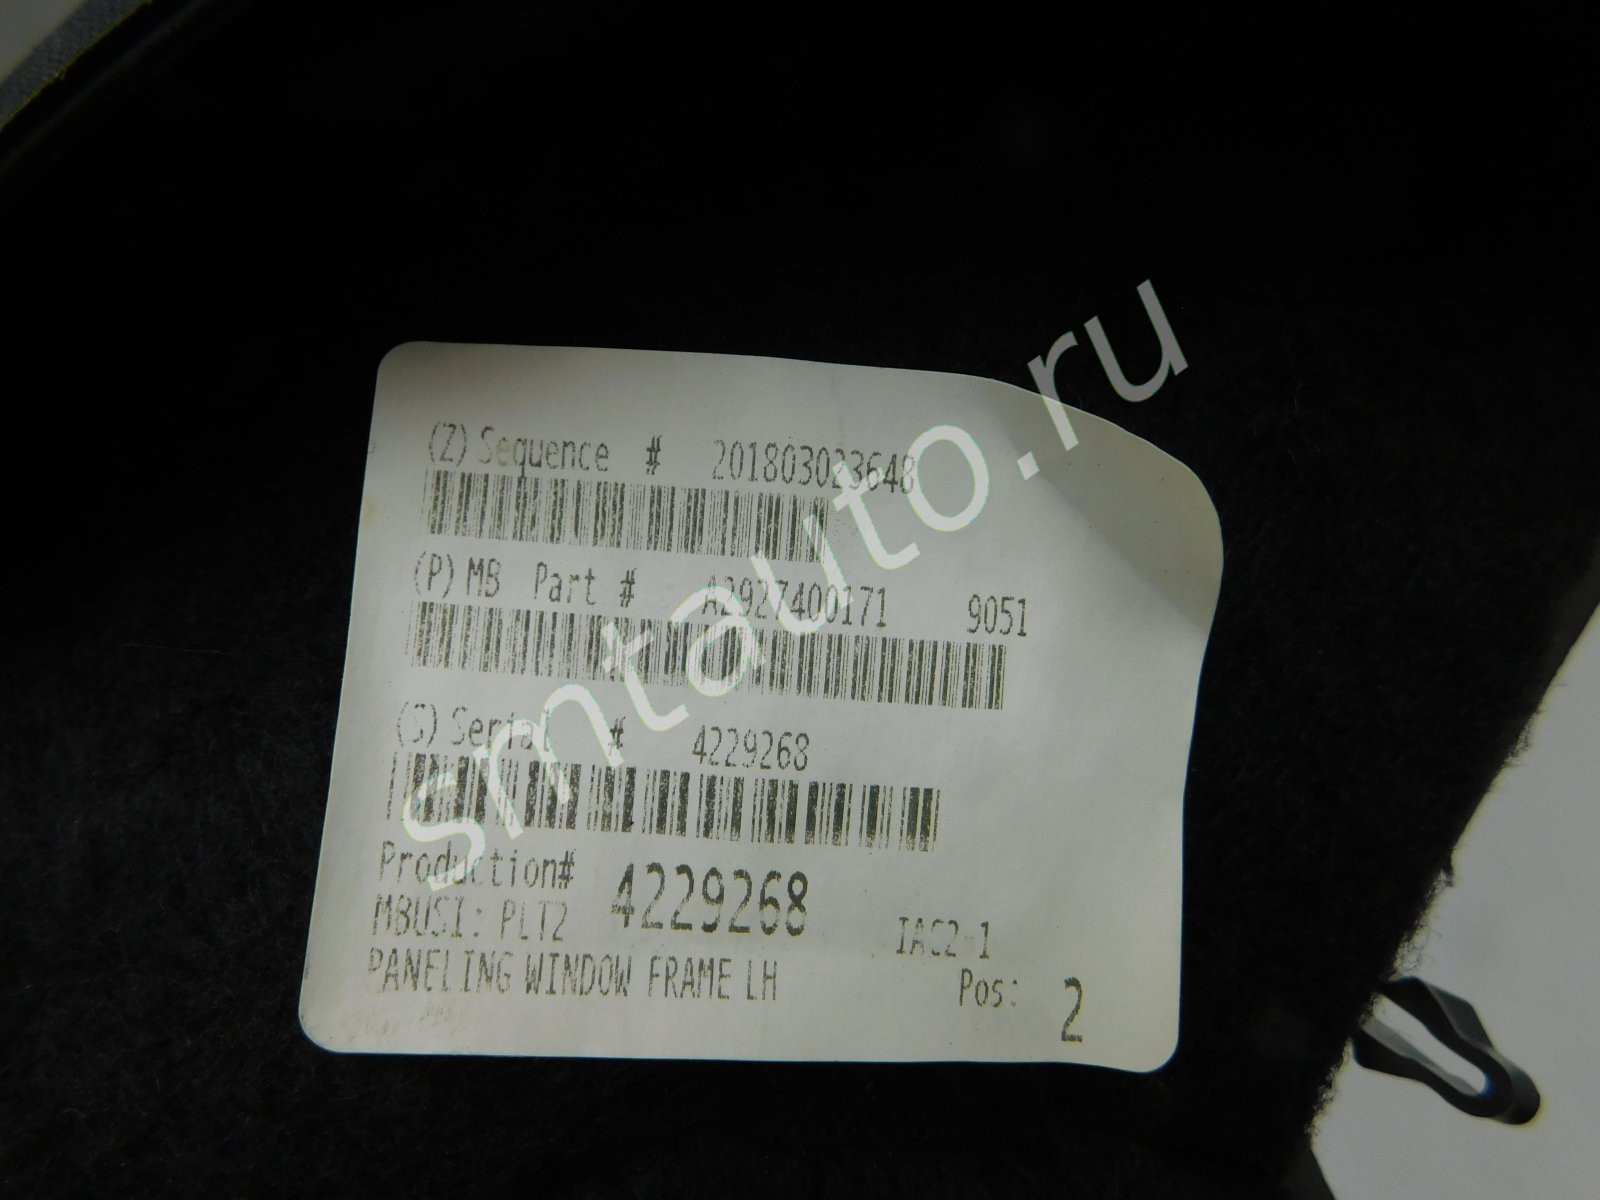 (Z) Sequence # 201803023648
(P) MB Part # A2927400171 9051
(S) Serial # 4229268
Production# 4229268
MBUSI: PLT2 IAC2-1
PANELING WINDOW FRAME LH
Pos: 2
smtauto.ru